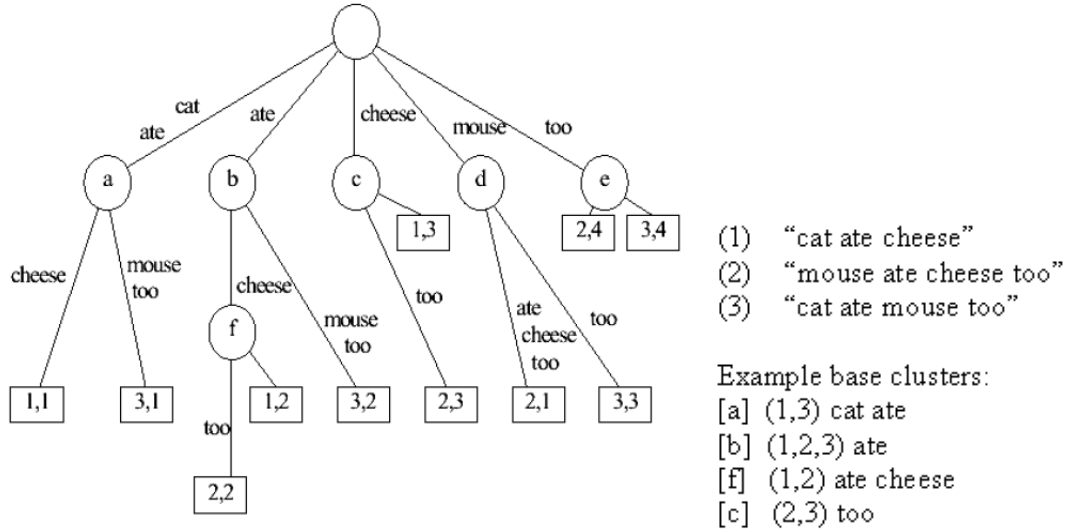 cat
ate
ate
cheese
mouse
too
a
b
c
d
e
1,3
2,4
3,4
cheese
mouse
too
cheese
mouse
too
too
ate
cheese
too
too
f
1,1
3,1
1,2
3,2
2,3
2,1
3,3
too
2,2
(1) “cat ate cheese”
(2) “mouse ate cheese too”
(3) “cat ate mouse too”
Example base clusters:
[a] (1,3) cat ate
[b] (1,2,3) ate
[f] (1,2) ate cheese
[c] (2,3) too